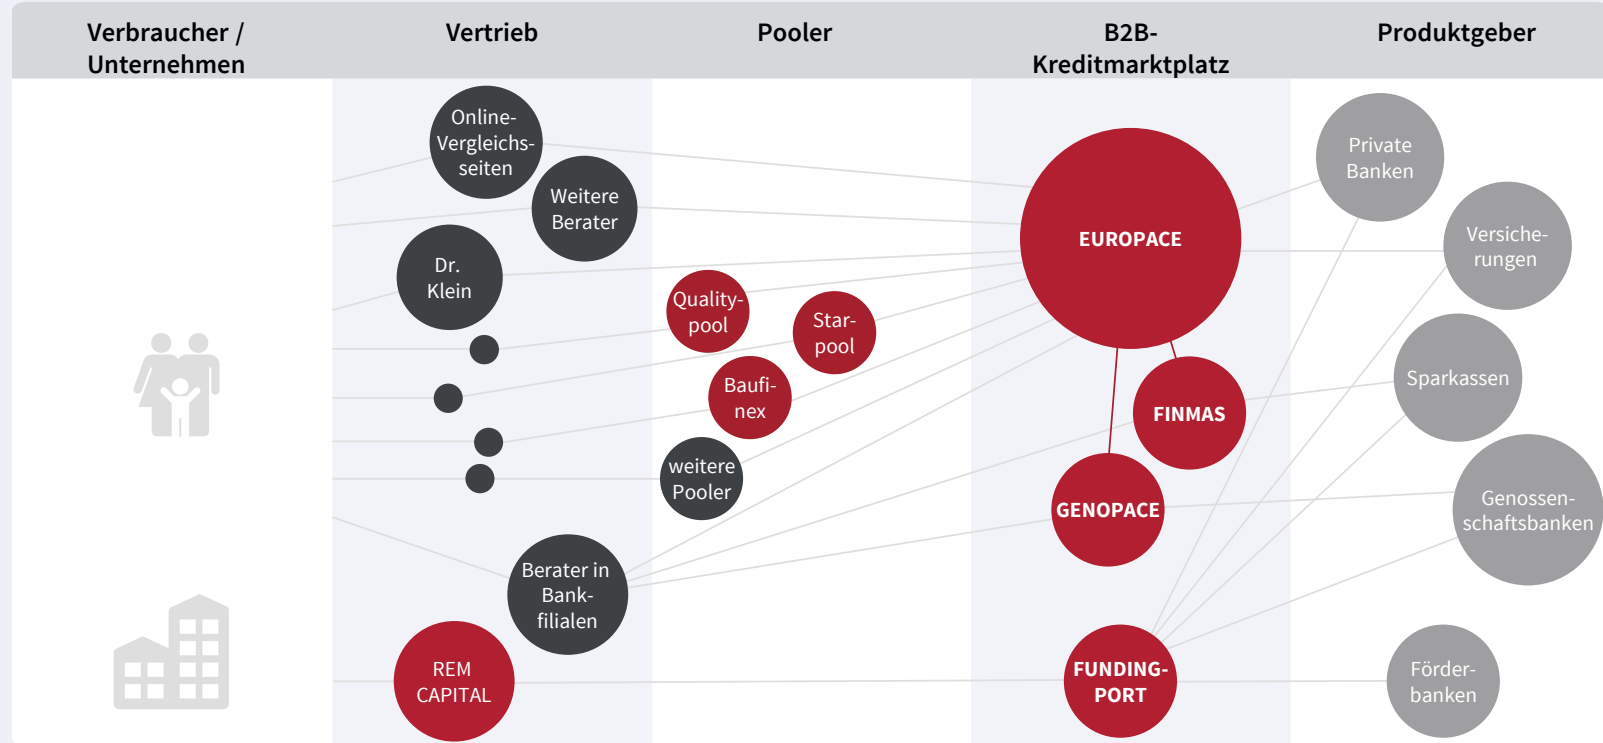 Verbraucher /
Unternehmen
Vertrieb
Pooler
B2B-
Kreditmarktplatz
Produktgeber
Online-
Vergleichs-
seiten
Weitere
Berater
Dr.
Klein
Berater in
Bank-
filialen
REM
CAPITAL
Quality-
pool
Star-
pool
Baufi-
nex
weitere
Pooler
EUROPACE
FINMAS
GENOPACE
FUNDING-
PORT
Private
Banken
Versiche-
rungen
Sparkassen
Genossen-
schaftsbanken
Förder-
banken